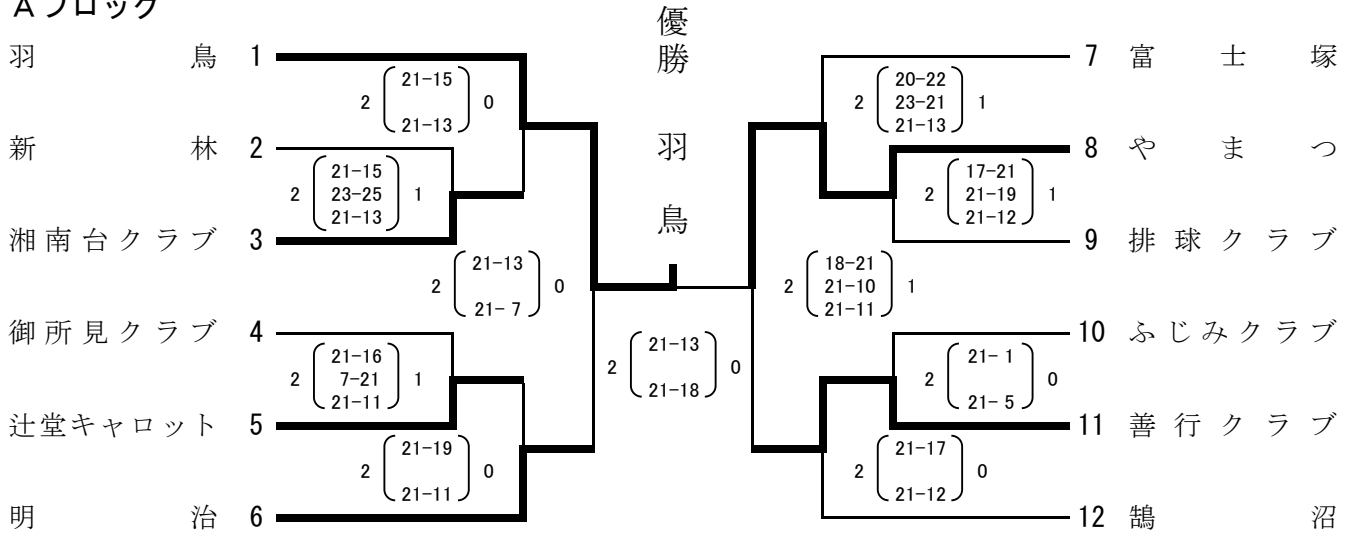 Aブロック
優勝 羽鳥
羽鳥 1
2 21-15 21-13 0
新林 2
2 21-15 23-25 21-13 1
湘南台クラブ 3
2 21-13 21- 7 0
御所見クラブ 4
2 21-16 7-21 21-11 1
辻堂キャロット 5
2 21-19 21-11 0
明治 6
2 21-13 21-18 0
7 富士塚
2 20-22 23-21 21-13 1
8 やまつ
2 17-21 21-19 21-12 1
9 排球クラブ
2 18-21 21-10 21-11 1
10 ふじみクラブ
2 21- 1 21- 5 0
11 善行クラブ
2 21-17 21-12 0
12 鵠沼